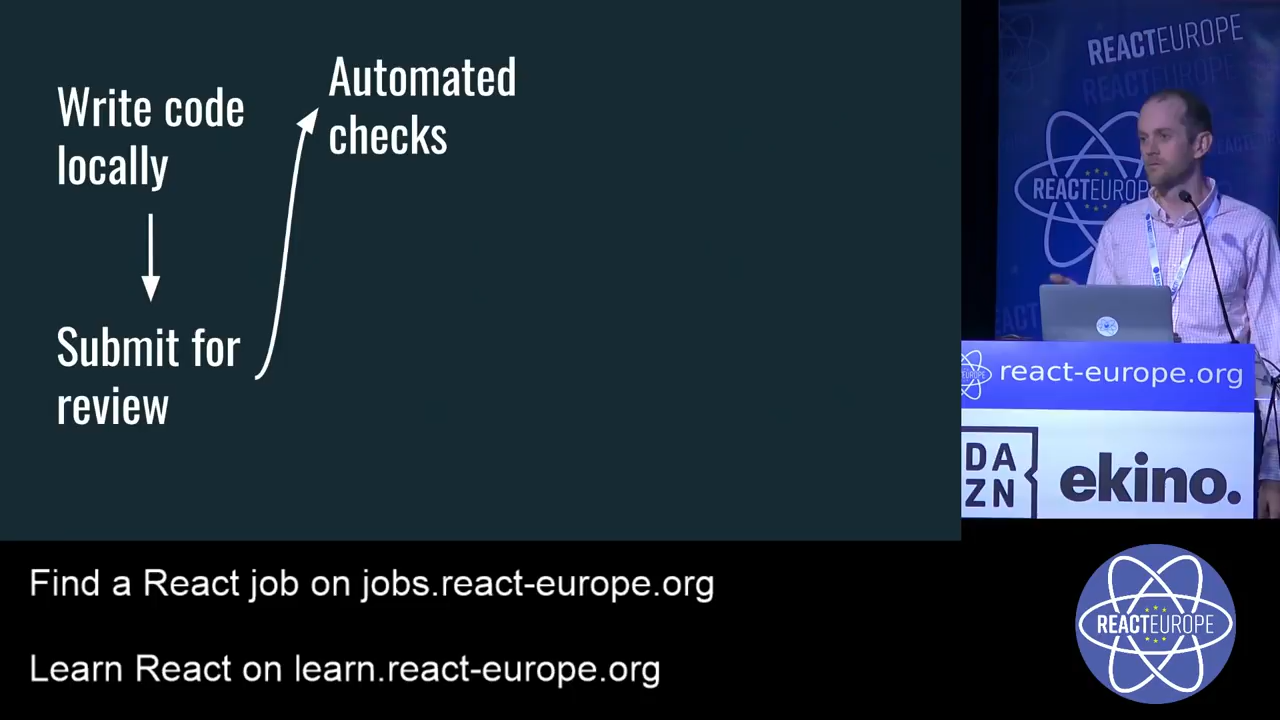 Write code
locally
Submit for
review
Automated
checks
REACTEUROPE
REACTEUROPE
REACTEUROP
react-europe.org
DA
ZN
ekino.
Find a React job on jobs.react-europe.org
Learn React on learn.react-europe.org
REACTEUROPE